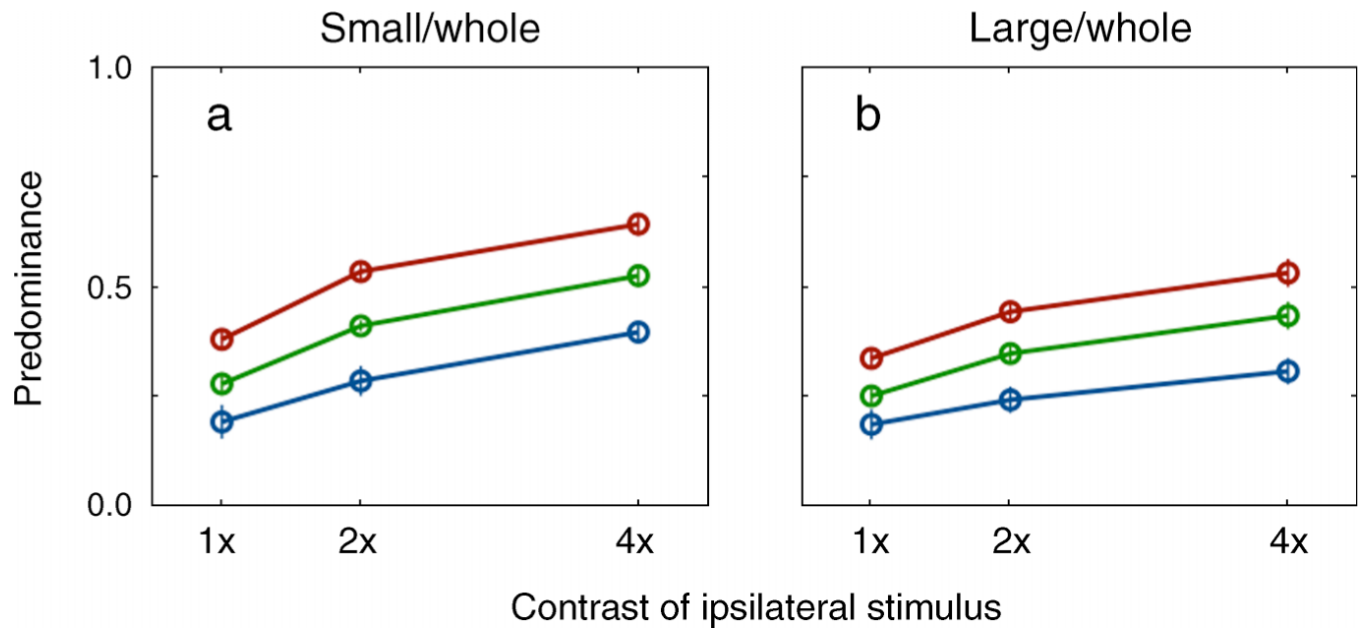 Small/whole
Large/whole
1.0
a
b
Predominance
0.5
0.0
1x 2x 4x
1x 2x 4x
Contrast of ipsilateral stimulus